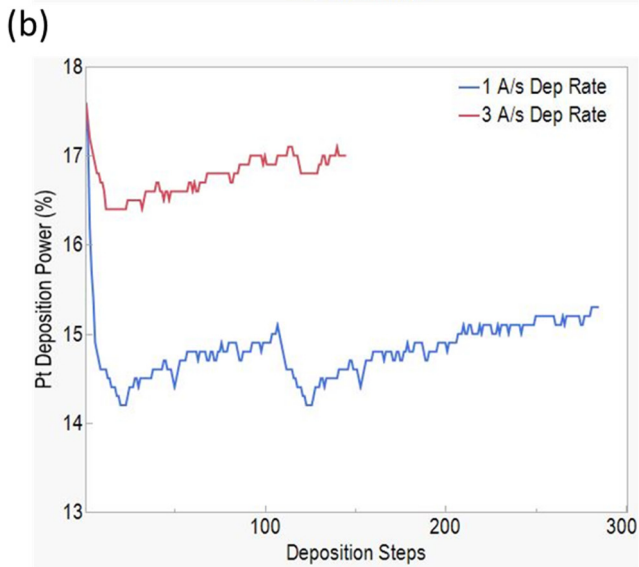 (b)
18
17
16
15
14
13
Pt Deposition Power (%)
1 A/s Dep Rate
3 A/s Dep Rate
100
200
300
Deposition Steps